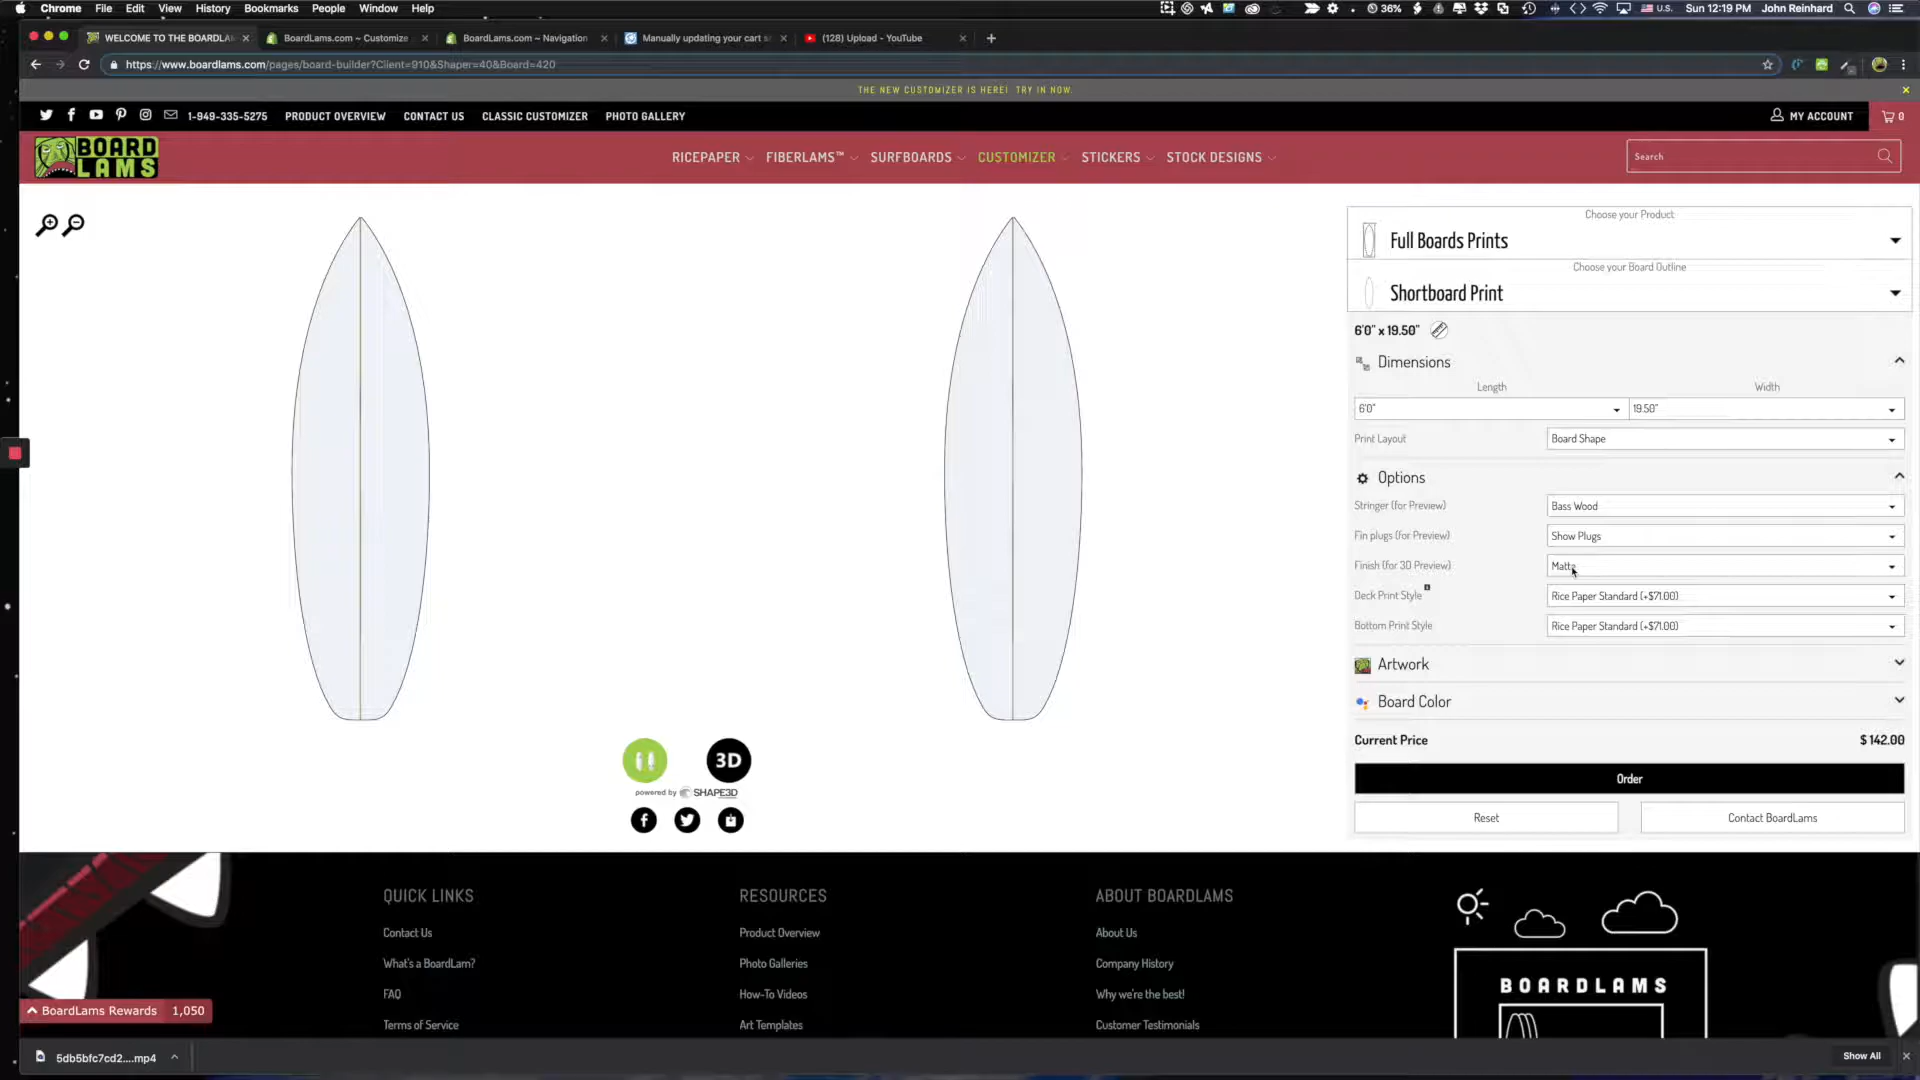 Chrome File Edit View History Bookmarks People Window Help
36% U.S. Sun 12:19 PM John Reinhard
WELCOME TO THE BOARDLA
BoardLams.com ~ Customize
BoardLams.com ~ Navigation
Manually updating your cart s
(128) Upload - YouTube
https://www.boardlams.com/pages/board-builder?Client=910&Shaper=40&Board=420
THE NEW CUSTOMIZER IS HERE! TRY IN NOW.
1-949-335-5275 PRODUCT OVERVIEW CONTACT US CLASSIC CUSTOMIZER PHOTO GALLERY
MY ACCOUNT 0
BOARD
LAMS
RICEPAPER FIBERLAMS™ SURFBOARDS CUSTOMIZER STICKERS STOCK DESIGNS
Search
Choose your Product
Full Boards Prints
Choose your Board Outline
Shortboard Print
6'0" x 19.50"
Dimensions
Length Width
6'0" 19.50"
Print Layout Board Shape
Options
Stringer (for Preview) Bass Wood
Fin plugs (for Preview) Show Plugs
Finish (for 3D Preview) Matte
Deck Print Style Rice Paper Standard (+$71.00)
Bottom Print Style Rice Paper Standard (+$71.00)
Artwork
Board Color
Current Price $ 142.00
Order
Reset Contact BoardLams
3D
powered by SHAPE3D
QUICK LINKS
Contact Us
What's a BoardLam?
FAQ
Terms of Service
RESOURCES
Product Overview
Photo Galleries
How-To Videos
Art Templates
ABOUT BOARDLAMS
About Us
Company History
Why we're the best!
Customer Testimonials
BOARDLAMS
BoardLams Rewards 1,050
5db5bfc7cd2....mp4
Show All